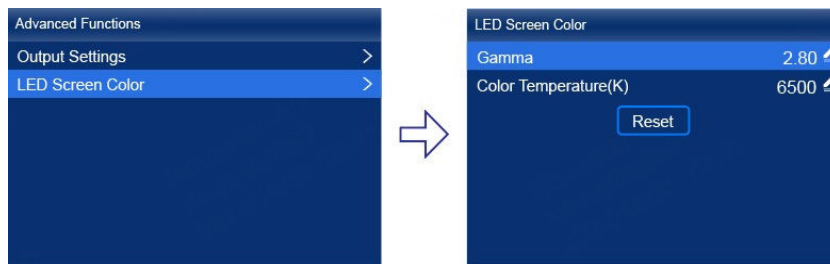 Advanced Functions
Output Settings
LED Screen Color
LED Screen Color
Gamma 2.80
Color Temperature(K) 6500
Reset